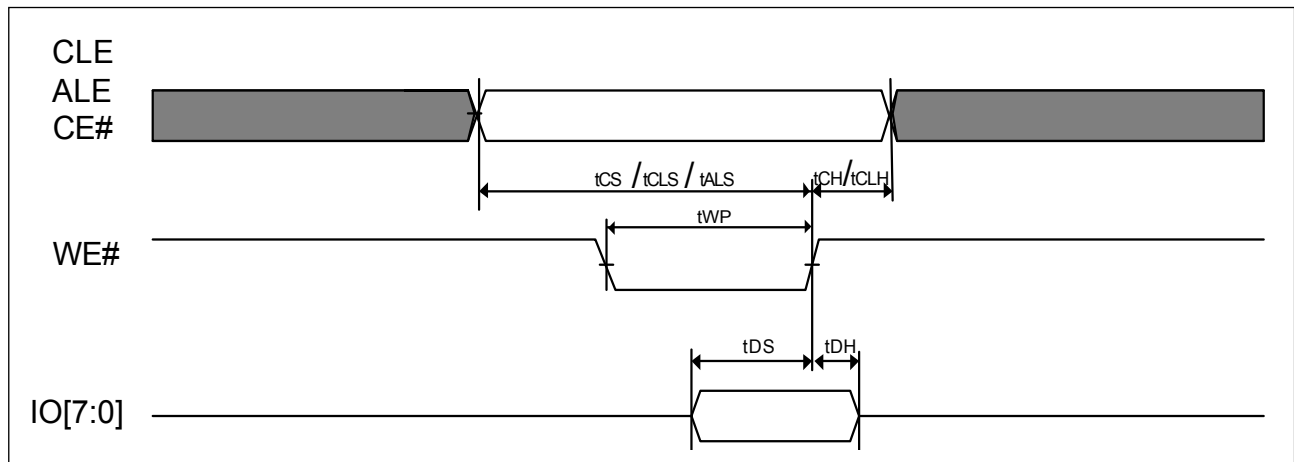 CLE
ALE
CE#
tCS / tCLS / tALS
tCH/tCLH
tWP
WE#
tDS
tDH
IO[7:0]